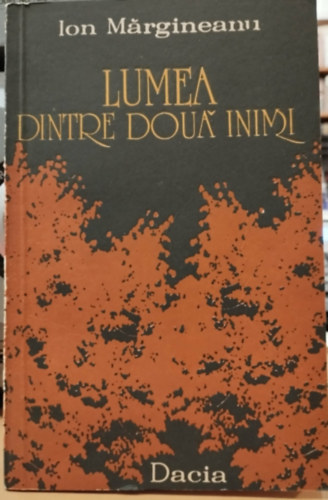 Ion Mărgineanu
LUMEA
DINTRE DOUĂ INIMI
Dacia